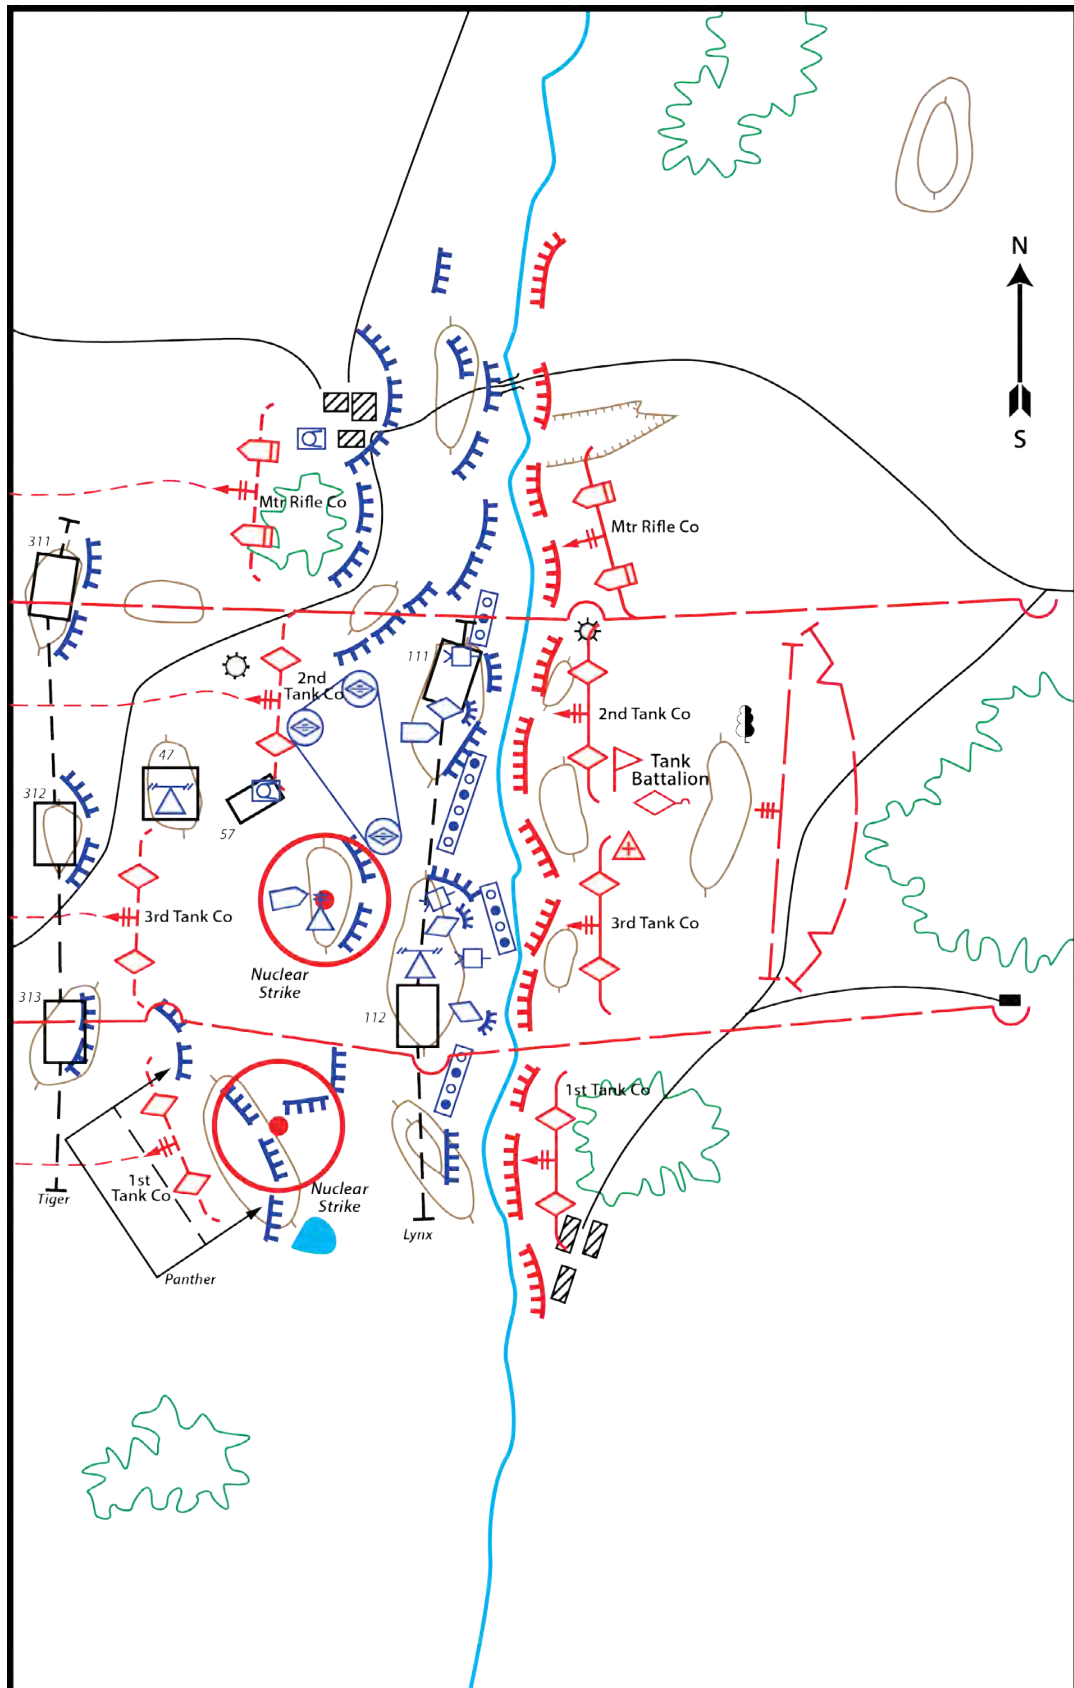 N
S
311
Mtr Rifle Co
Mtr Rifle Co
111
2nd
Tank Co
2nd Tank Co
47
Tank
Battalion
312
57
3rd Tank Co
3rd Tank Co
Nuclear
Strike
313
112
1st Tank Co
1st
Tank Co
Nuclear
Strike
Tiger
Lynx
Panther